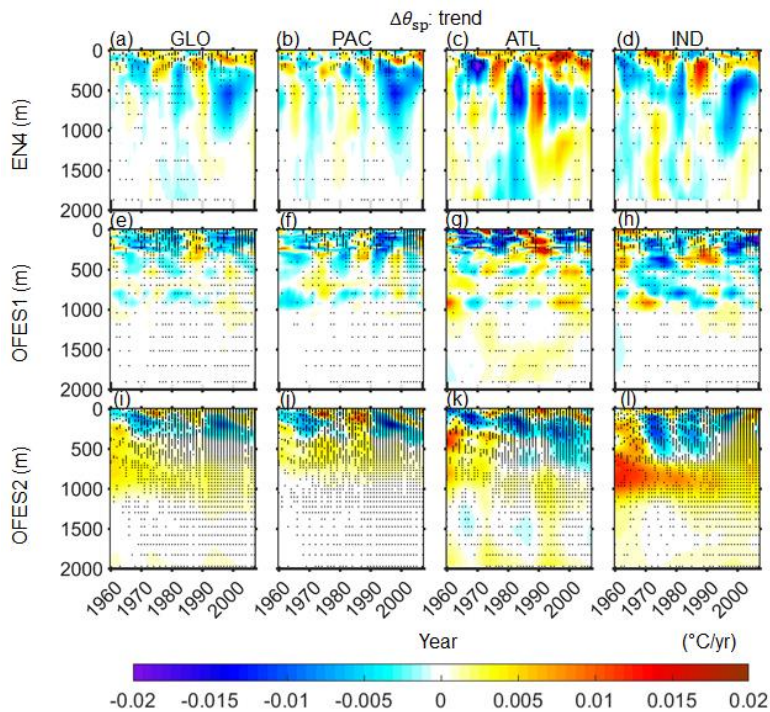 Δθsp: trend
(a) GLO (b) PAC (c) ATL (d) IND
EN4 (m)
0
500
1000
1500
2000
(e) (f) (g) (h)
OFES1 (m)
0
500
1000
1500
2000
(i) (j) (k) (l)
OFES2 (m)
0
500
1000
1500
2000
1960 1970 1980 1990 2000 1960 1970 1980 1990 2000 1960 1970 1980 1990 2000 1960 1970 1980 1990 2000
Year (°C/yr)
-0.02 -0.015 -0.01 -0.005 0 0.005 0.01 0.015 0.02